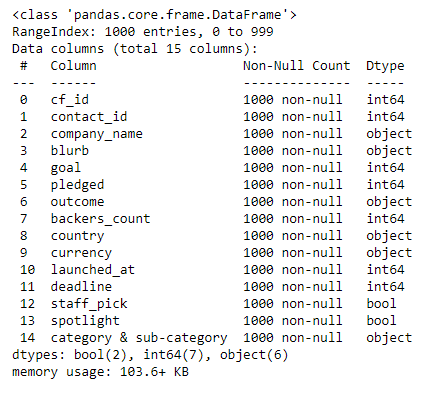 <class 'pandas.core.frame.DataFrame'>
RangeIndex: 1000 entries, 0 to 999
Data columns (total 15 columns):
 #   Column                  Non-Null Count  Dtype
---  ------                  --------------  -----
 0   cf_id                   1000 non-null   int64
 1   contact_id              1000 non-null   int64
 2   company_name            1000 non-null   object
 3   blurb                   1000 non-null   object
 4   goal                    1000 non-null   int64
 5   pledged                 1000 non-null   int64
 6   outcome                 1000 non-null   object
 7   backers_count           1000 non-null   int64
 8   country                 1000 non-null   object
 9   currency                1000 non-null   object
 10  launched_at             1000 non-null   int64
 11  deadline                1000 non-null   int64
 12  staff_pick              1000 non-null   bool
 13  spotlight               1000 non-null   bool
 14  category & sub-category  1000 non-null   object
dtypes: bool(2), int64(7), object(6)
memory usage: 103.6+ KB